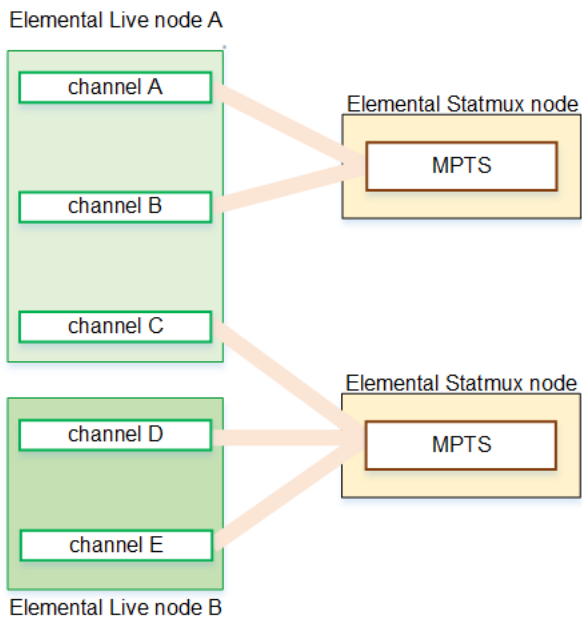 Elemental Live node A
channel A
channel B
channel C
Elemental Statmux node
MPTS
Elemental Statmux node
MPTS
channel D
channel E
Elemental Live node B